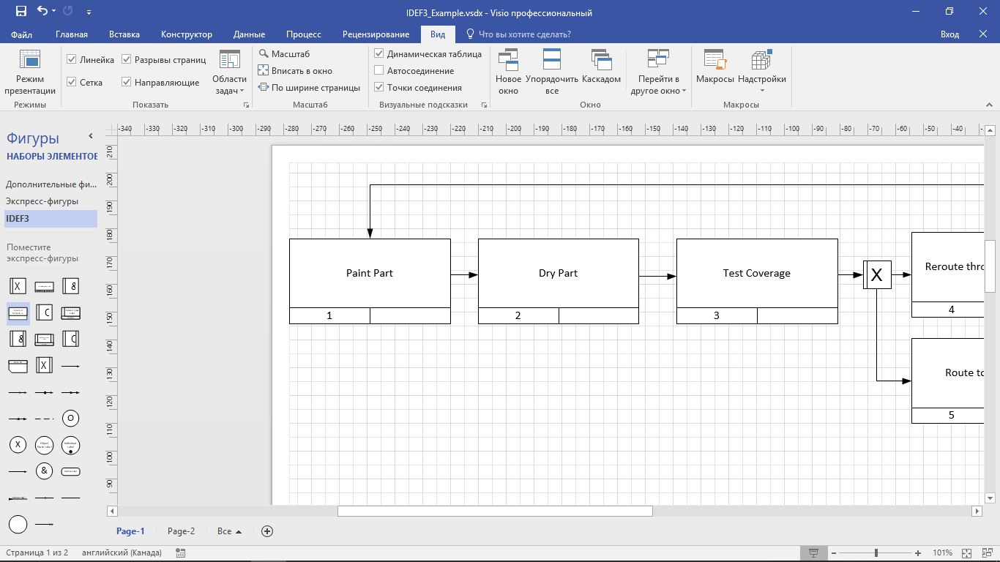 IDEF3_Example.vsdx - Visio профессиональный
Файл Главная Вставка Конструктор Данные Процесс Рецензирование Вид Что вы хотите сделать? Вход
Режим презентации
Режимы
Линейка
Разрывы страниц
Сетка
Направляющие
Области задач
Показать
Масштаб
Вписать в окно
По ширине страницы
Масштаб
Динамическая таблица
Автосоединение
Точки соединения
Визуальные подсказки
Новое окно
Упорядочить все
Каскадом
Перейти в другое окно
Окно
Макросы
Надстройки
Макросы
Фигуры
НАБОРЫ ЭЛЕМЕНТОВ
Дополнительные фи...
Экспресс-фигуры
IDEF3
Поместите
экспресс-фигуры
X &
C
& C
X
O
X
&
-340 -330 -320 -310 -300 -290 -280 -270 -260 -250 -240 -230 -220 -210 -200 -190 -180 -170 -160 -150 -140 -130 -120 -110 -100 -90 -80 -70 -60 -50 -40
210
200
190
180
170
160
150
140
130
120
110
100
90
Paint Part
1
Dry Part
2
Test Coverage
3
X
Reroute thro
4
Route to
5
Page-1 Page-2 Все
Страница 1 из 2 английский (Канада) 101%